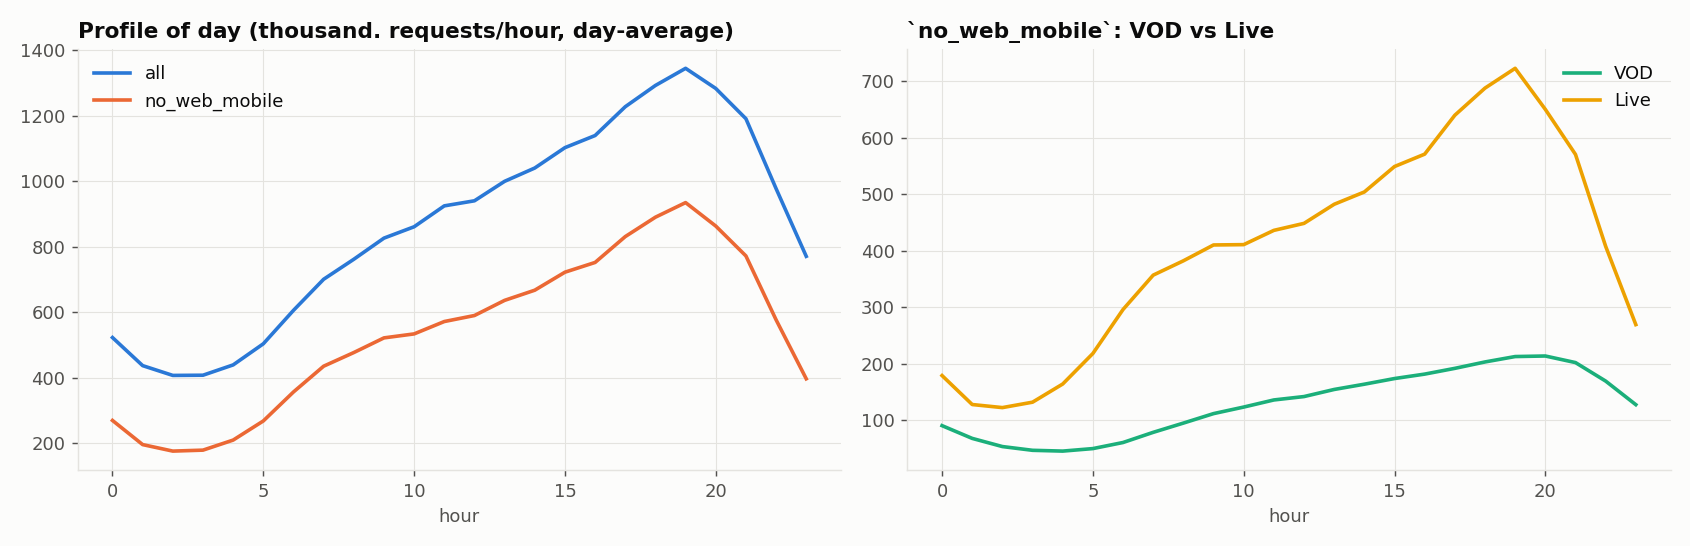 Profile of day (thousand. requests/hour, day-average)
all
no_web_mobile
1400
1200
1000
800
600
400
200
0 5 10 15 20
hour
`no_web_mobile`: VOD vs Live
VOD
Live
700
600
500
400
300
200
100
0 5 10 15 20
hour